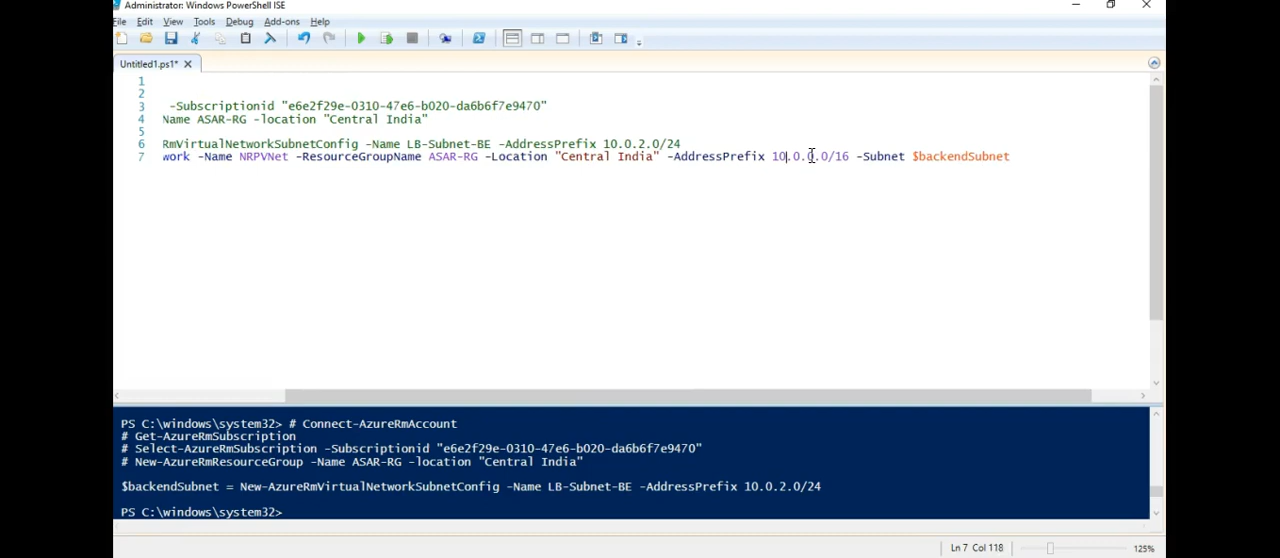 Administrator: Windows PowerShell ISE
File Edit View Tools Debug Add-ons Help
Untitled1.ps1* X
1
2
3 -Subscriptionid "e6e2f29e-0310-47e6-b020-da6b6f7e9470"
4 Name ASAR-RG -location "Central India"
5
6 RmVirtualNetworkSubnetConfig -Name LB-Subnet-BE -AddressPrefix 10.0.2.0/24
7 work -Name NRPVNet -ResourceGroupName ASAR-RG -Location "Central India" -AddressPrefix 10.0.0.0/16 -Subnet $backendSubnet
PS C:\windows\system32> # Connect-AzureRmAccount
# Get-AzureRmSubscription
# Select-AzureRmSubscription -Subscriptionid "e6e2f29e-0310-47e6-b020-da6b6f7e9470"
# New-AzureRmResourceGroup -Name ASAR-RG -location "Central India"
$backendSubnet = New-AzureRmVirtualNetworkSubnetConfig -Name LB-Subnet-BE -AddressPrefix 10.0.2.0/24
PS C:\windows\system32>
Ln 7 Col 118 125%